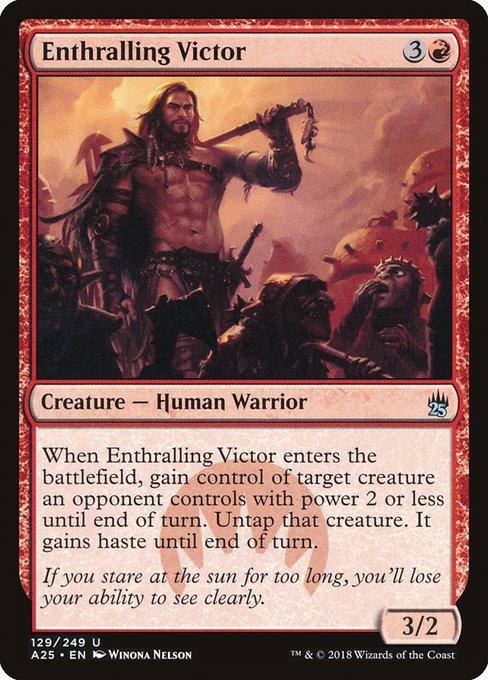 Enthralling Victor 3
Creature — Human Warrior
25
When Enthralling Victor enters the
battlefield, gain control of target creature
an opponent controls with power 2 or less
until end of turn. Untap that creature. It
gains haste until end of turn.
If you stare at the sun for too long, you'll lose
your ability to see clearly.
3/2
129/249 U
A25 • EN Winona Nelson
™ & © 2018 Wizards of the Coast